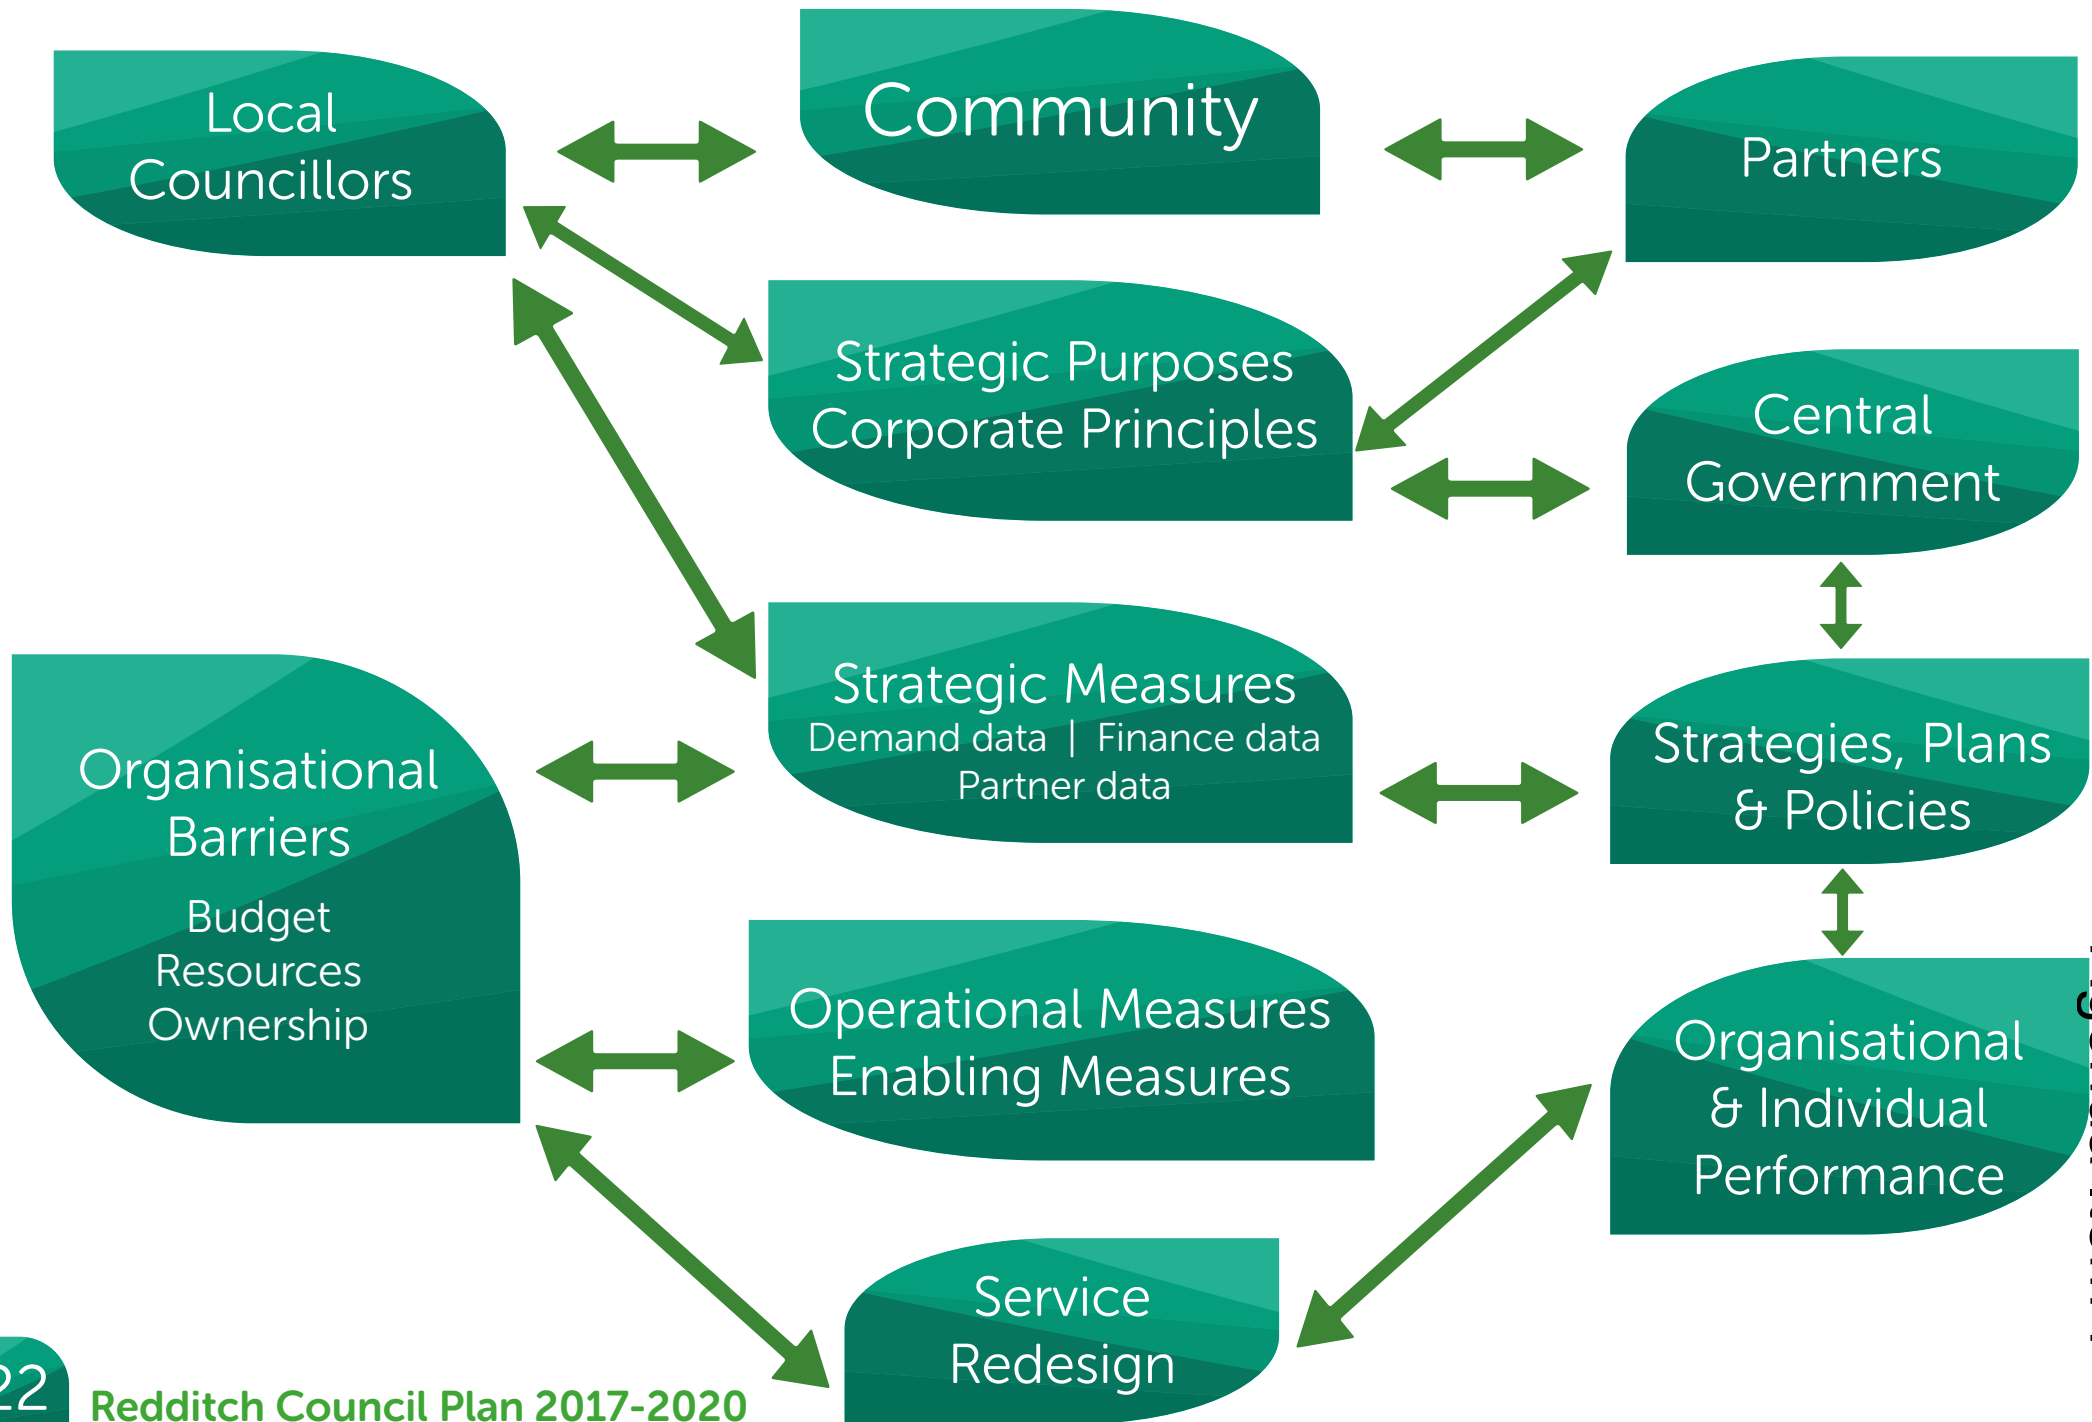 Local
Councillors
Community
Partners
Strategic Purposes
Corporate Principles
Central
Government
Strategic Measures
Demand data | Finance data
Partner data
Strategies, Plans
& Policies
Organisational
Barriers
Budget
Resources
Ownership
Operational Measures
Enabling Measures
Organisational
& Individual
Performance
Service
Redesign
22
Redditch Council Plan 2017-2020